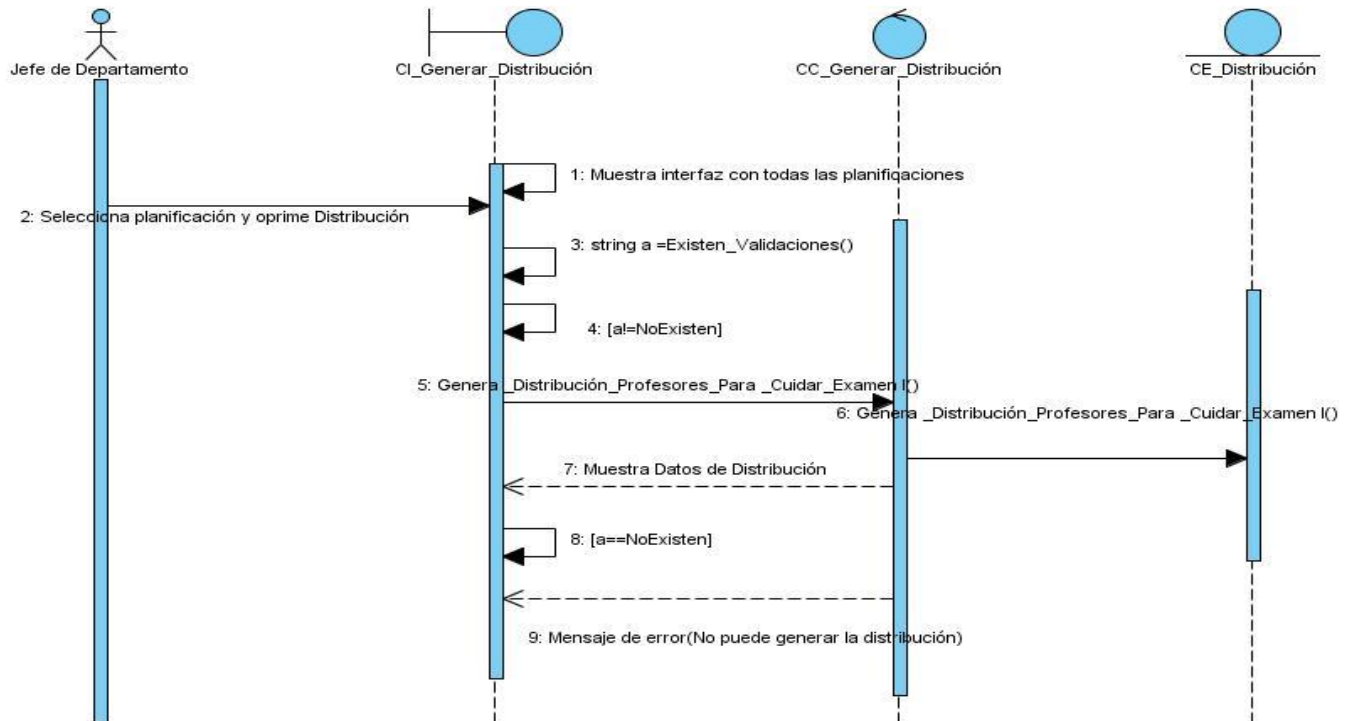 Jefe de Departamento
CI_Generar_Distribución
CC_Generar_Distribución
CE_Distribución
1: Muestra interfaz con todas las planificaciones
2: Selecciona planificación y oprime Distribución
3: string a =Existen_Validaciones()
4: [a!=NoExisten]
5: Genera _Distribución_Profesores_Para _Cuidar_Examen I()
6: Genera _Distribución_Profesores_Para _Cuidar_Examen I()
7: Muestra Datos de Distribución
8: [a==NoExisten]
9: Mensaje de error(No puede generar la distribución)